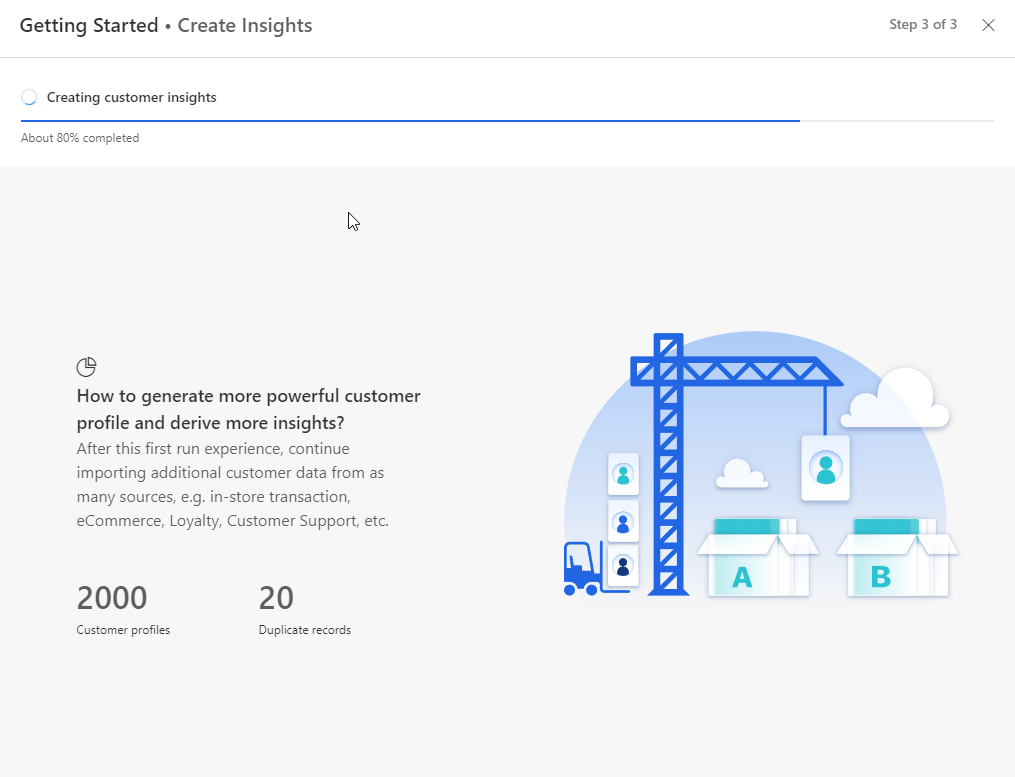 Getting Started • Create Insights
Step 3 of 3
Creating customer insights
About 80% completed
How to generate more powerful customer
profile and derive more insights?
After this first run experience, continue
importing additional customer data from as
many sources, e.g. in-store transaction,
eCommerce, Loyalty, Customer Support, etc.
2000
20
Customer profiles
Duplicate records
A
B